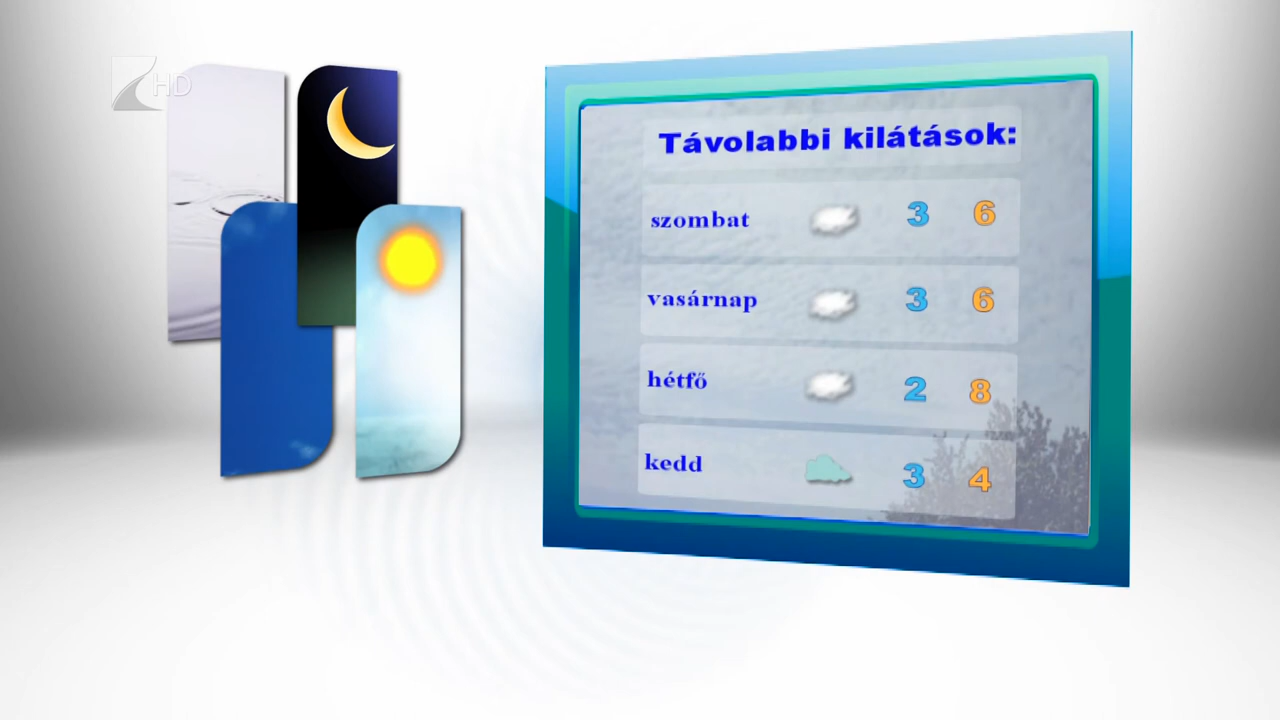 HD
Távolabbi kilátások:
szombat 3 6
vasárnap 3 6
hétfő 2 8
kedd 3 4